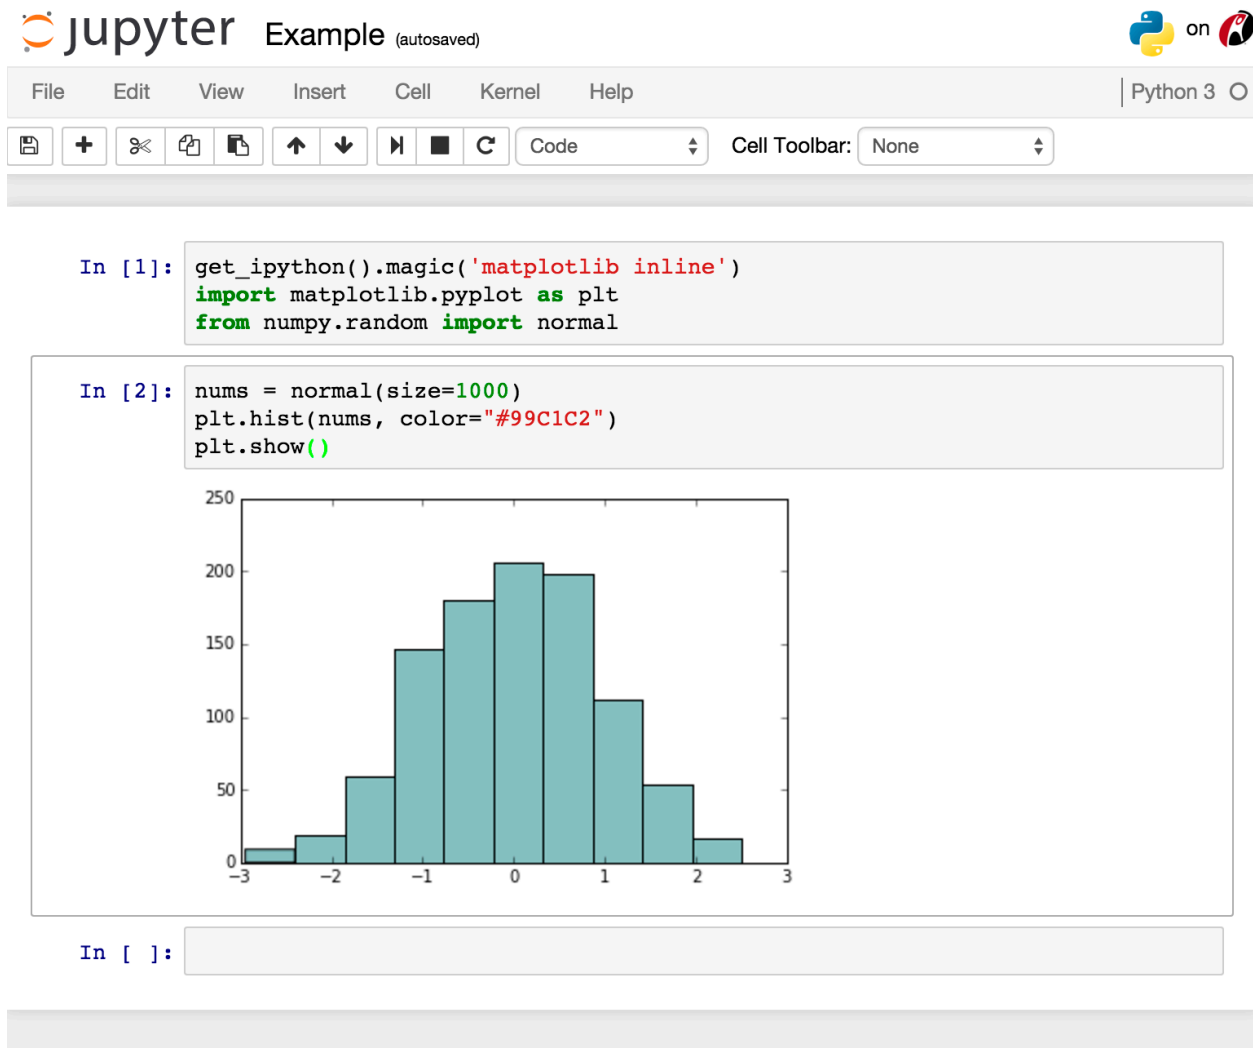 jupyter Example (autosaved) on
File Edit View Insert Cell Kernel Help Python 3
Code Cell Toolbar: None
In [1]: get_ipython().magic('matplotlib inline')
import matplotlib.pyplot as plt
from numpy.random import normal
In [2]: nums = normal(size=1000)
plt.hist(nums, color="#99C1C2")
plt.show()
250
200
150
100
50
0
−3 −2 −1 0 1 2 3
In [ ]: